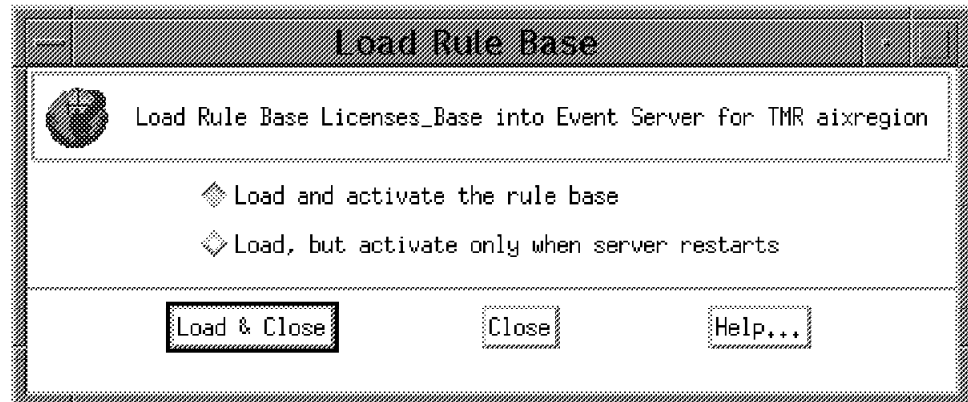 Load Rule Base
Load Rule Base Licenses_Base into Event Server for TMR aixregion
Load and activate the rule base
Load, but activate only when server restarts
Load & Close Close Help...